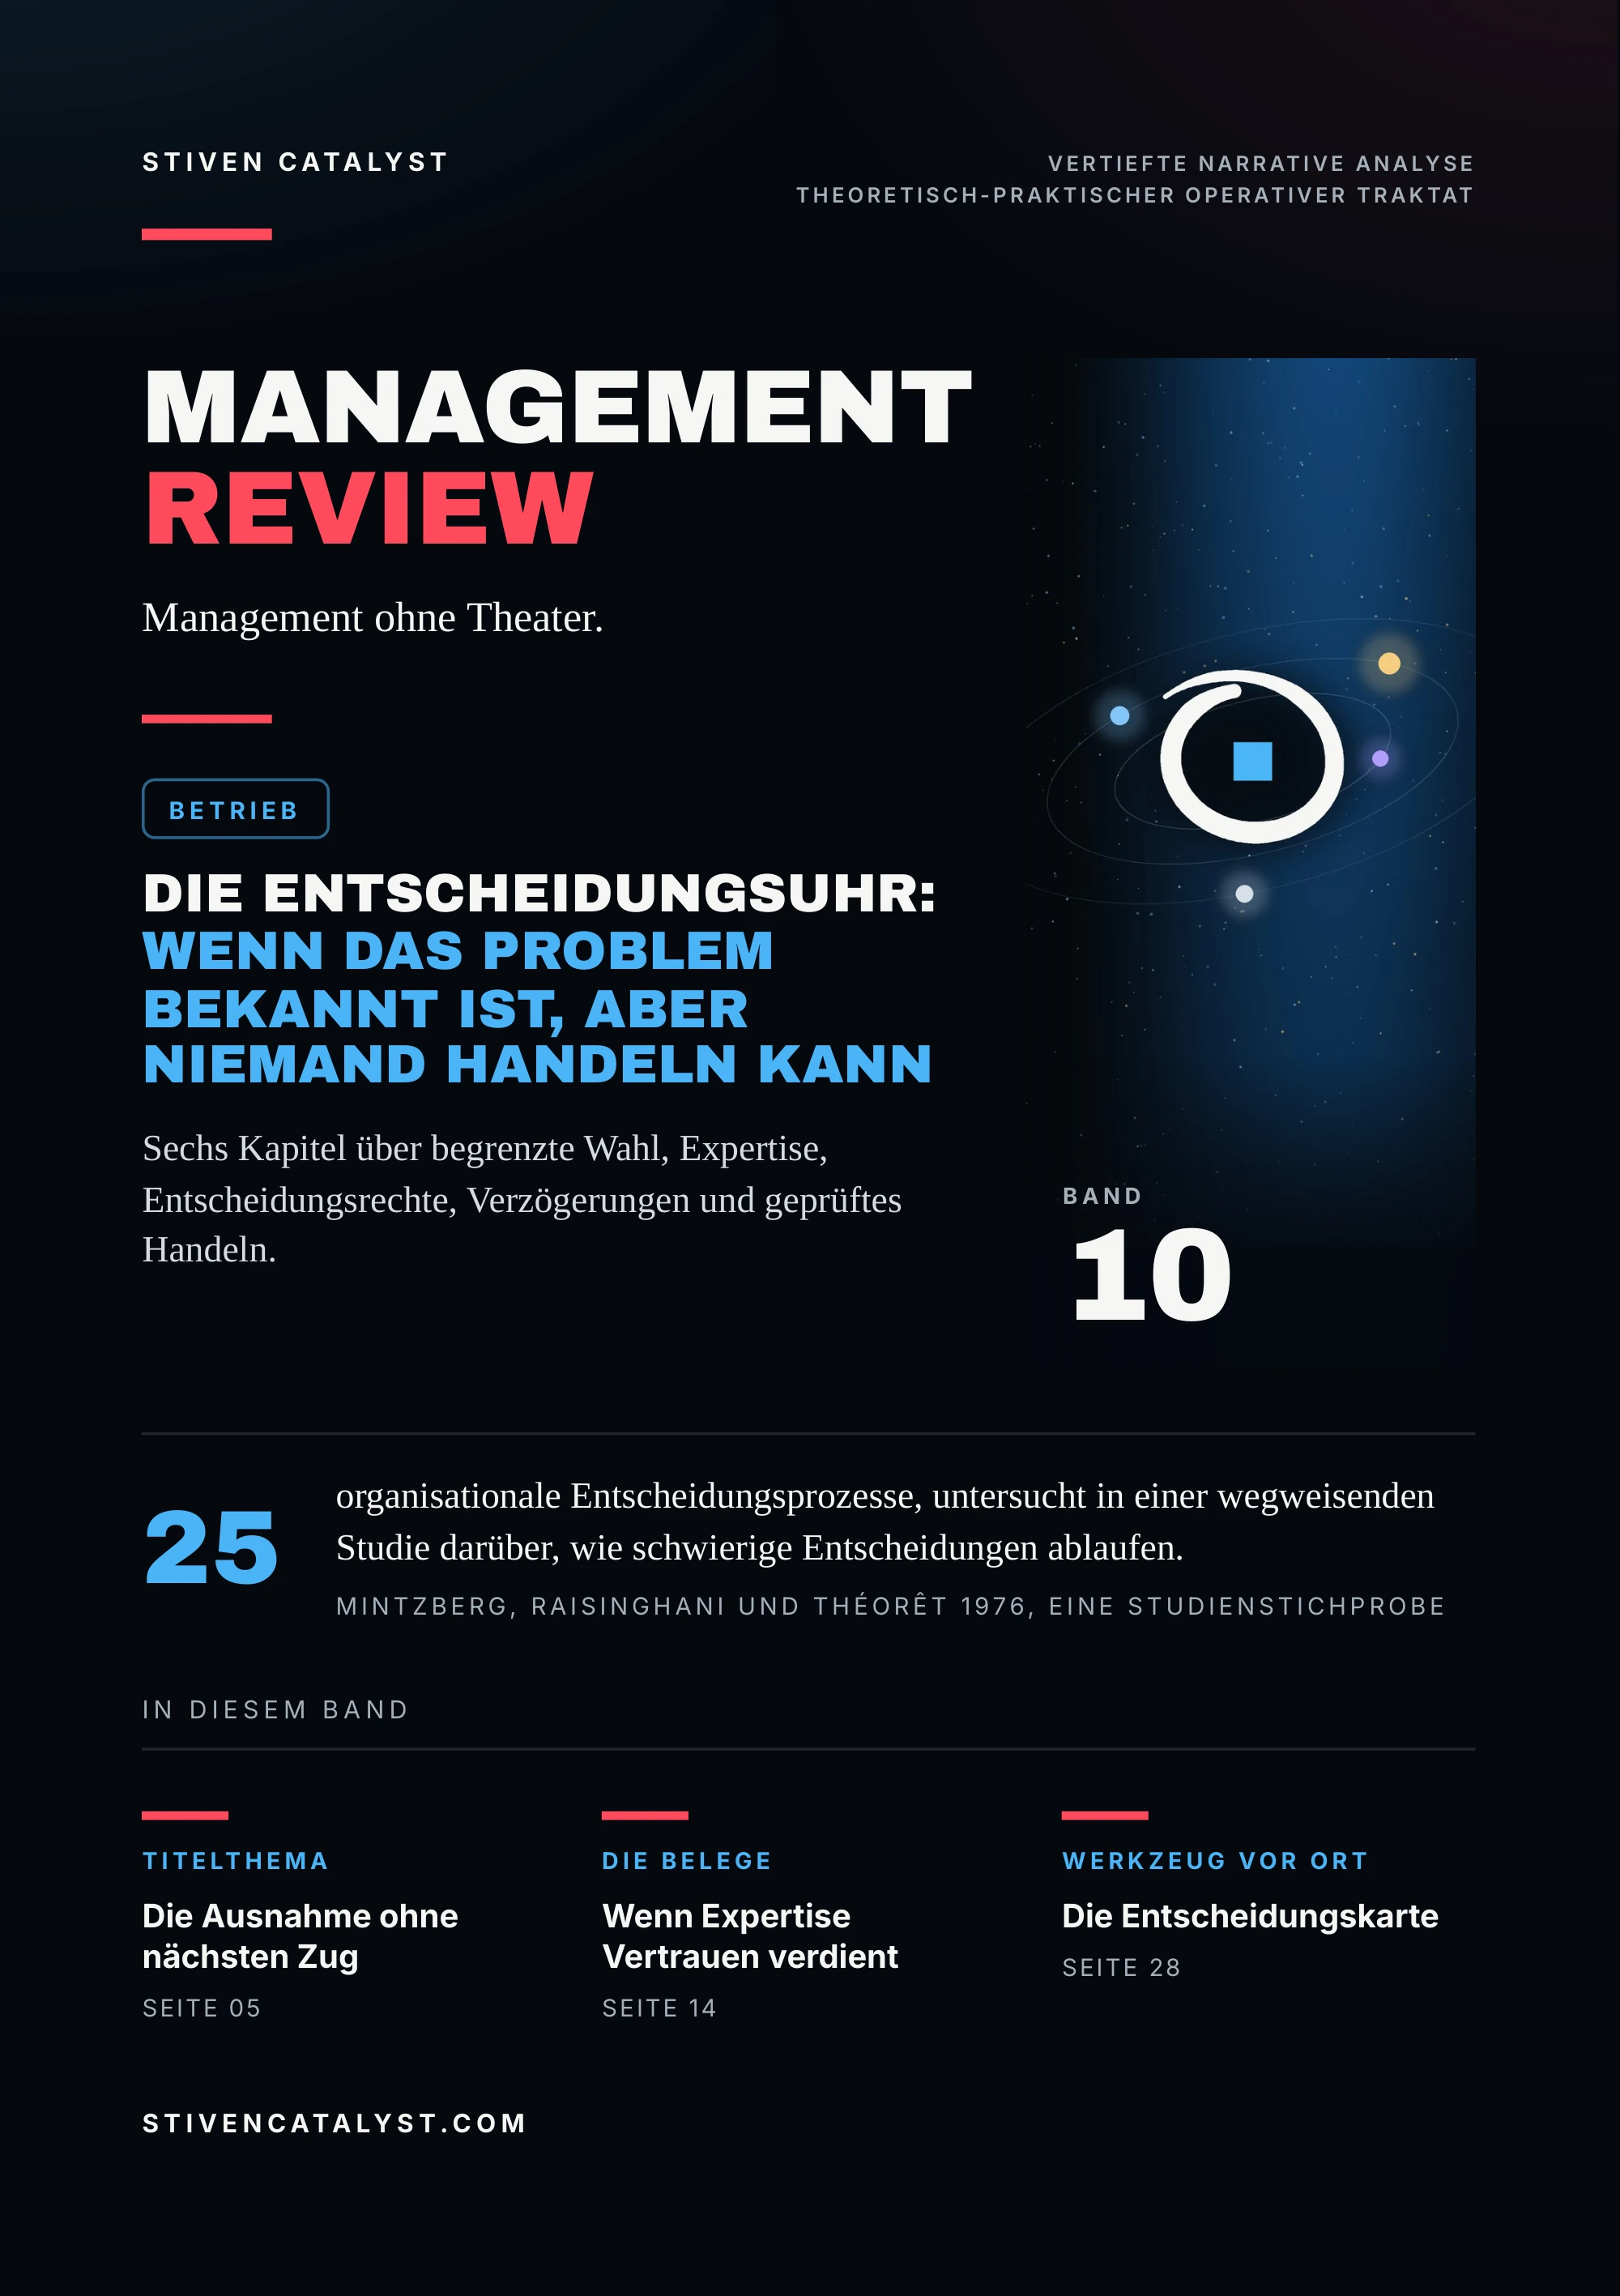 STIVEN CATALYST
VERTIEFTE NARRATIVE ANALYSE
THEORETISCH-PRAKTISCHER OPERATIVER TRAKTAT
MANAGEMENT
REVIEW
Management ohne Theater.
BETRIEB
DIE ENTSCHEIDUNGSUHR:
WENN DAS PROBLEM
BEKANNT IST, ABER
NIEMAND HANDELN KANN
Sechs Kapitel über begrenzte Wahl, Expertise,
Entscheidungsrechte, Verzögerungen und geprüftes
Handeln.
BAND
10
25
organisationale Entscheidungsprozesse, untersucht in einer wegweisenden
Studie darüber, wie schwierige Entscheidungen ablaufen.
MINTZBERG, RAISINGHANI UND THÉORÊT 1976, EINE STUDIENSTICHPROBE
IN DIESEM BAND
TITELTHEMA
Die Ausnahme ohne
nächsten Zug
SEITE 05
DIE BELEGE
Wenn Expertise
Vertrauen verdient
SEITE 14
WERKZEUG VOR ORT
Die Entscheidungskarte
SEITE 28
STIVENCATALYST.COM